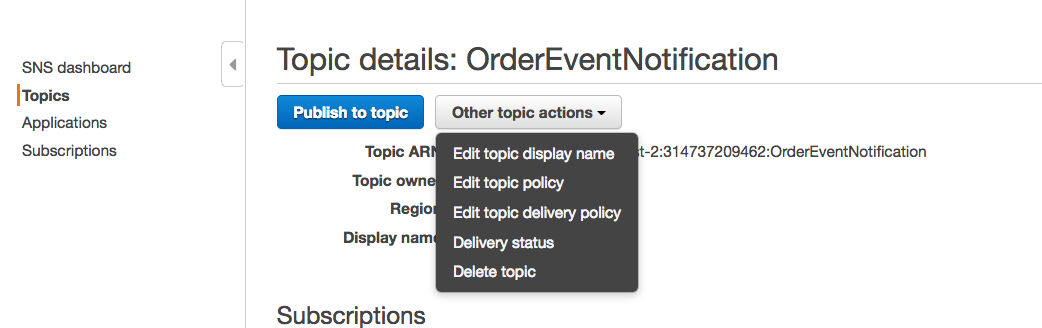 SNS dashboard
Topics
Applications
Subscriptions
Topic details: OrderEventNotification
Publish to topic
Other topic actions
Topic ARN
st-2:314737209462:OrderEventNotification
Topic owne
Region
Display name
Edit topic display name
Edit topic policy
Edit topic delivery policy
Delivery status
Delete topic
Subscriptions